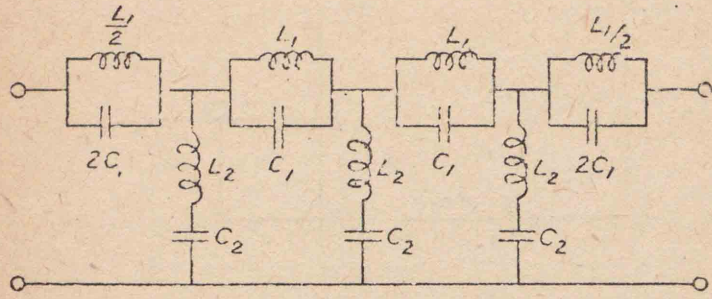 L₁/2 L₁ L₁ L₁/2
2C₁ C₁ C₁ 2C₁
L₂ L₂ L₂
C₂ C₂ C₂